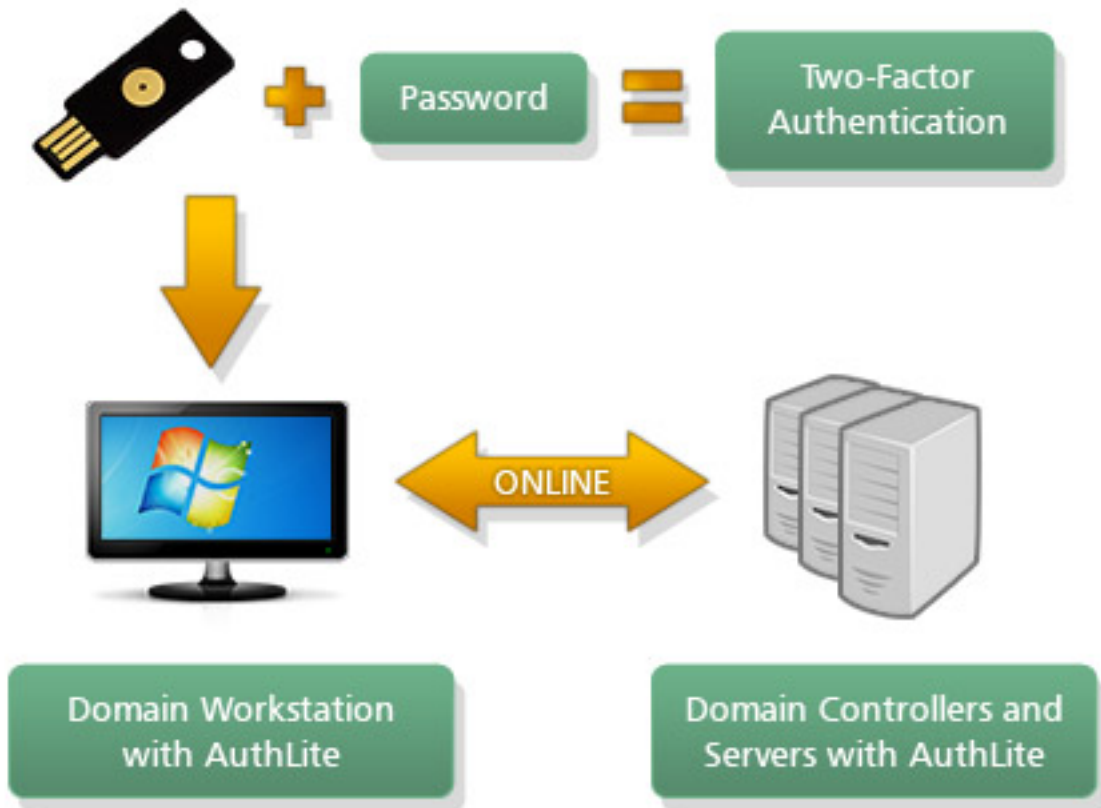 Password
Two-Factor
Authentication
ONLINE
Domain Workstation
with AuthLite
Domain Controllers and
Servers with AuthLite